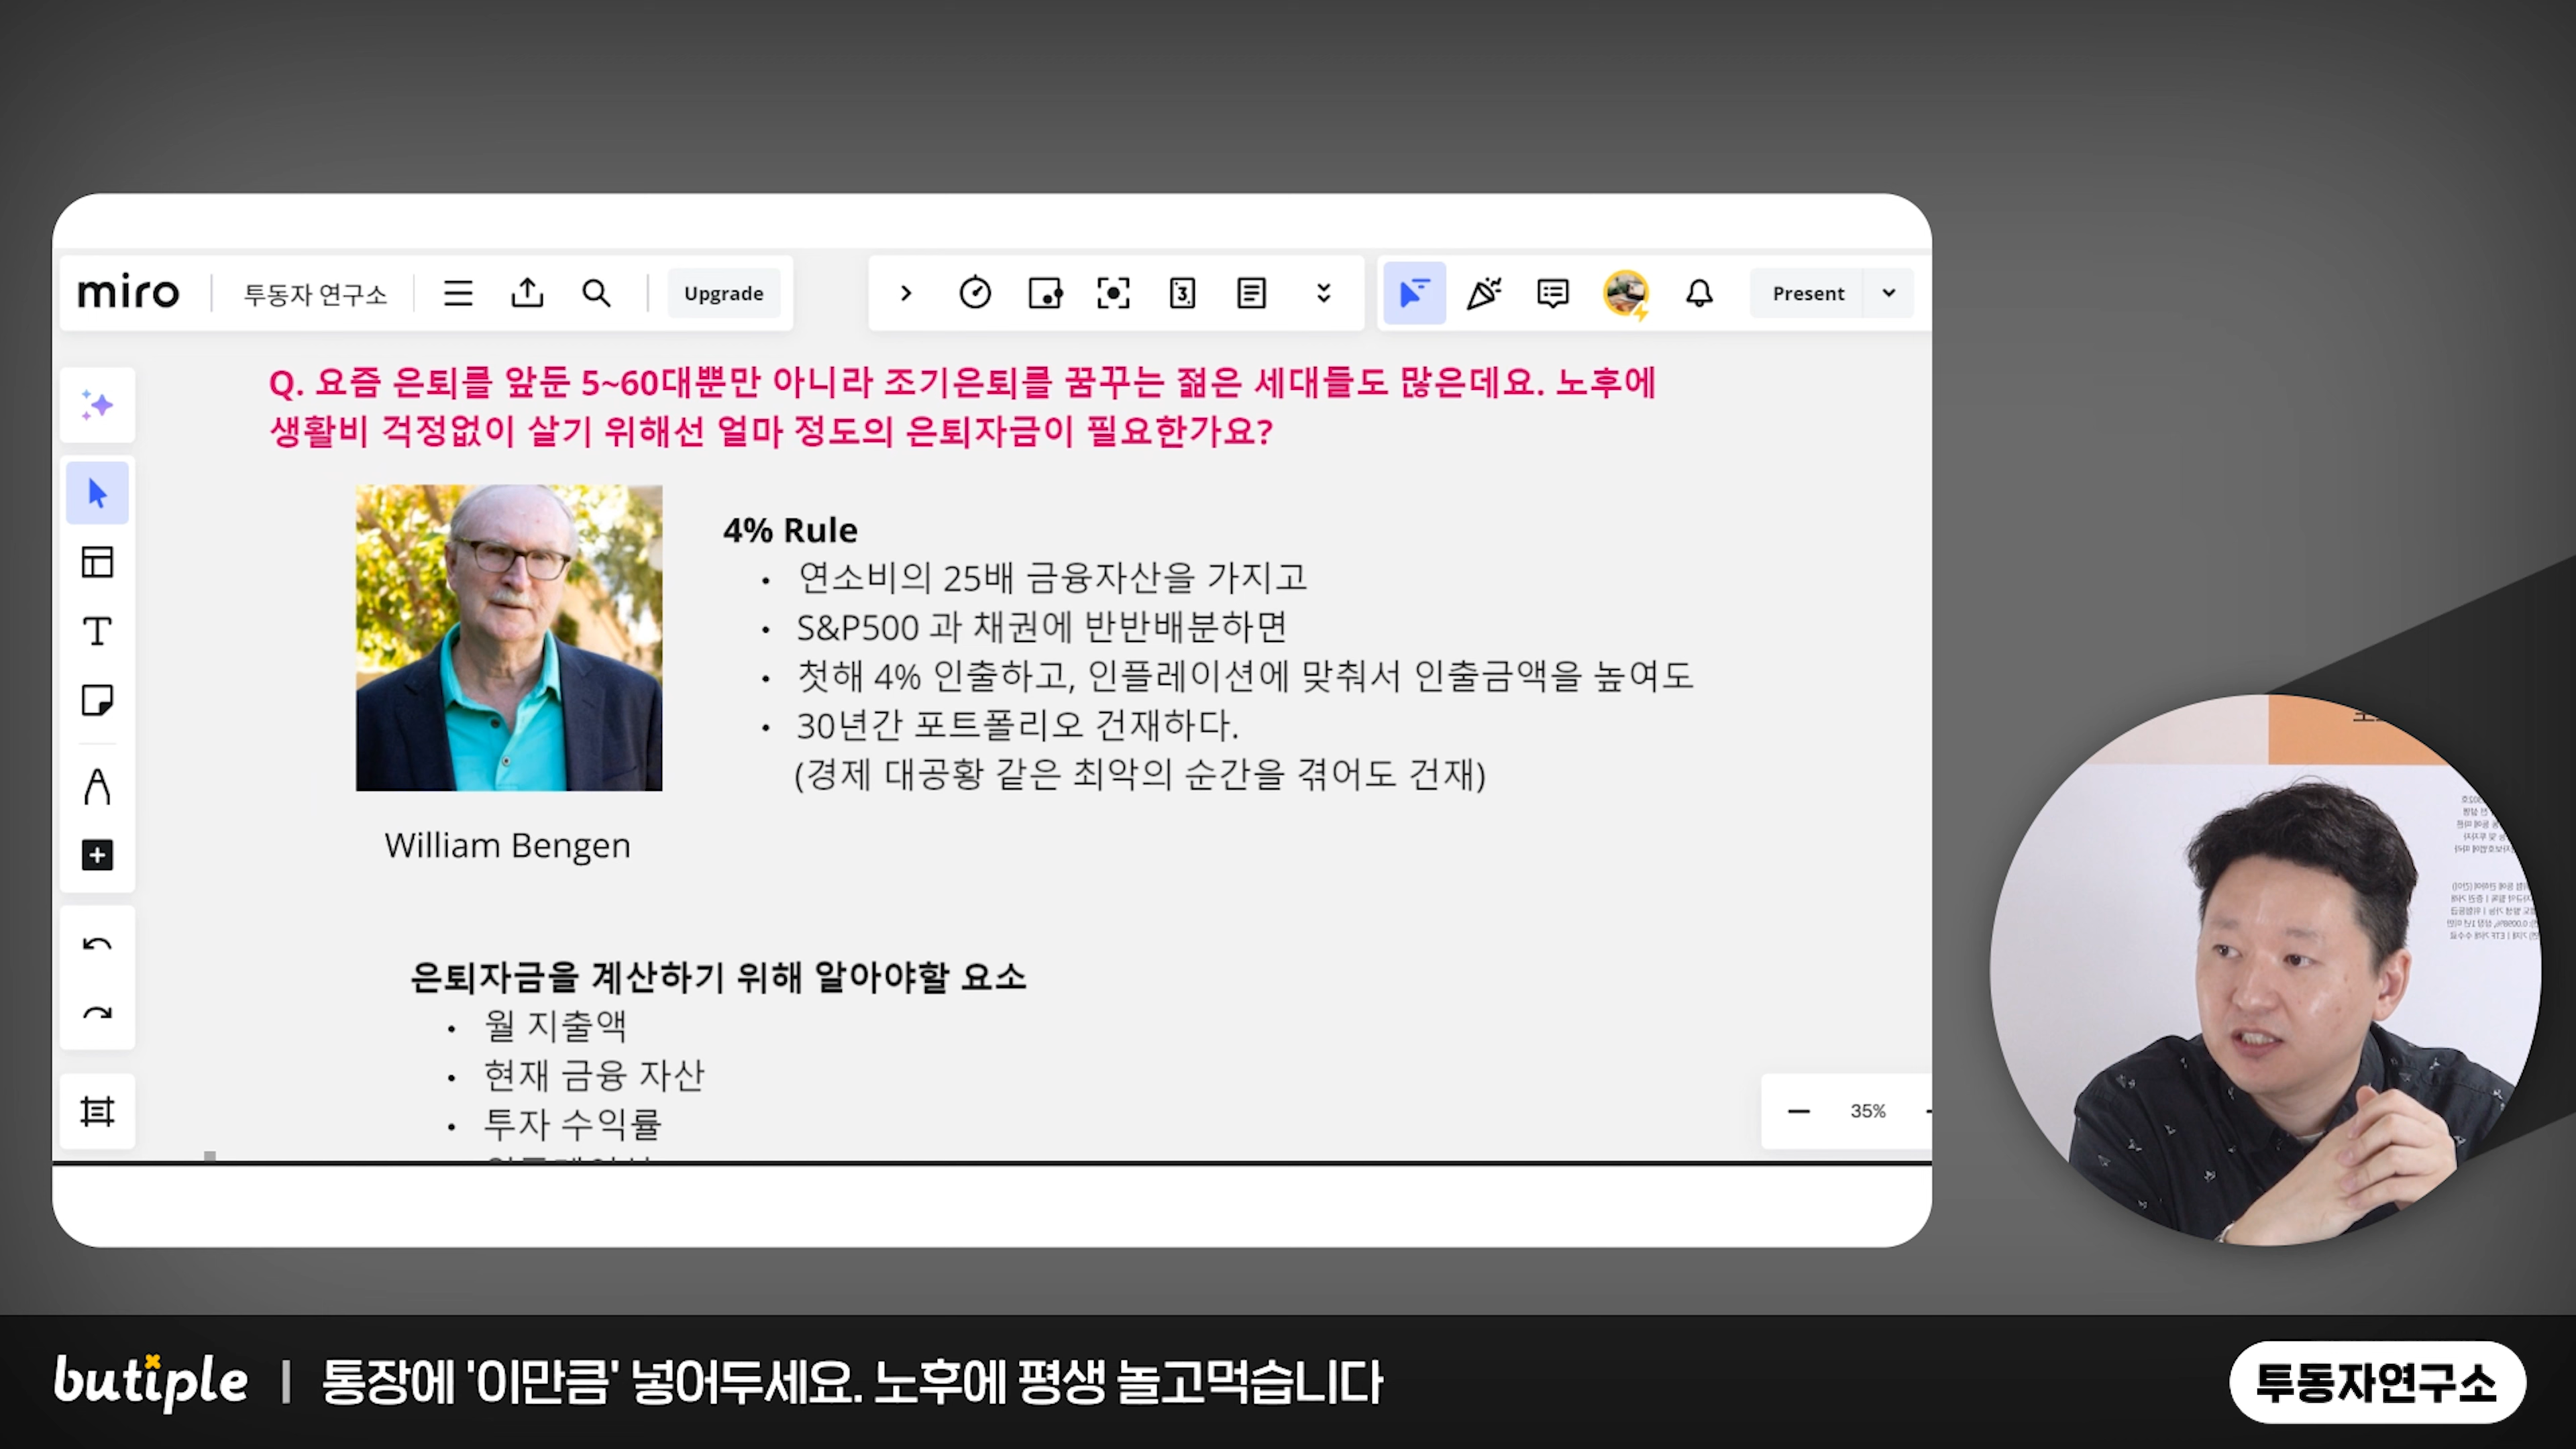 miro
투동자 연구소
Upgrade
3
Present
Q. 요즘 은퇴를 앞둔 5~60대뿐만 아니라 조기은퇴를 꿈꾸는 젊은 세대들도 많은데요. 노후에
생활비 걱정없이 살기 위해선 얼마 정도의 은퇴자금이 필요한가요?
4% Rule
• 연소비의 25배 금융자산을 가지고
• S&P500 과 채권에 반반배분하면
• 첫해 4% 인출하고, 인플레이션에 맞춰서 인출금액을 높여도
• 30년간 포트폴리오 건재하다.
(경제 대공황 같은 최악의 순간을 겪어도 건재)
William Bengen
은퇴자금을 계산하기 위해 알아야할 요소
• 월 지출액
• 현재 금융 자산
• 투자 수익률
35%
butiple | 통장에 '이만큼' 넣어두세요. 노후에 평생 놀고먹습니다
투동자연구소